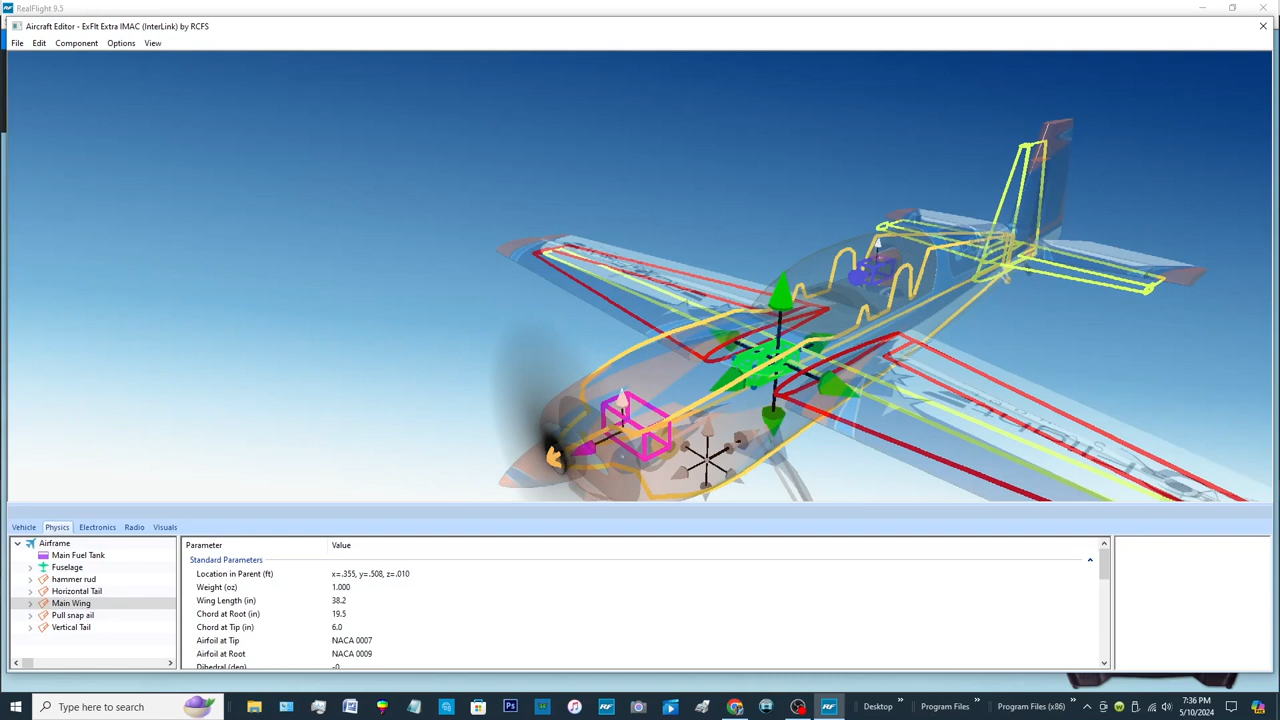 RealFlight 9.5
Aircraft Editor - ExFlt Extra IMAC (InterLink) by RCFS
File Edit Component Options View
Vehicle Physics Electronics Radio Visuals
Airframe
Main Fuel Tank
Fuselage
hammer rud
Horizontal Tail
Main Wing
Pull snap ail
Vertical Tail
Parameter Value
Standard Parameters
Location in Parent (ft) x=.355, y=.508, z=.010
Weight (oz) 1.000
Wing Length (in) 38.2
Chord at Root (in) 19.5
Chord at Tip (in) 6.0
Airfoil at Tip NACA 0007
Airfoil at Root NACA 0009
Dihedral (deg) -0
Type here to search
Desktop Program Files Program Files (x86)
7:36 PM
5/10/2024